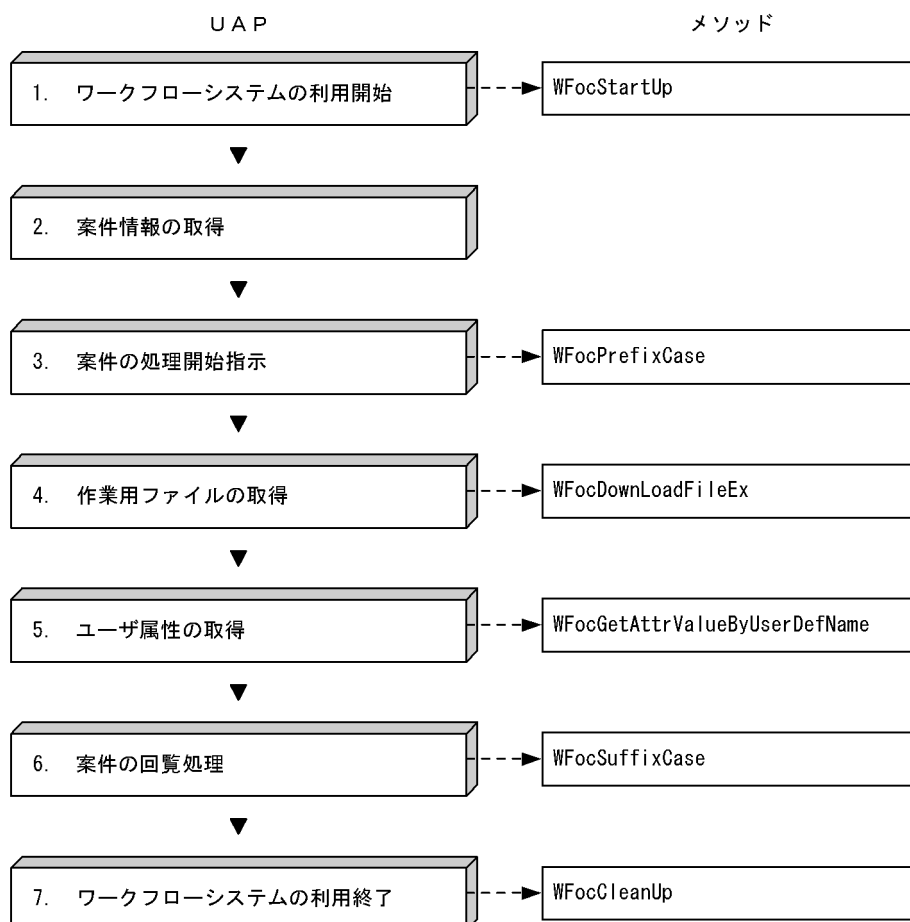 ＵＡＰ　メソッド
1.　ワークフローシステムの利用開始　WFocStartUp
2.　案件情報の取得
3.　案件の処理開始指示　WFocPrefixCase
4.　作業用ファイルの取得　WFocDownLoadFileEx
5.　ユーザ属性の取得　WFocGetAttrValueByUserDefName
6.　案件の回覧処理　WFocSuffixCase
7.　ワークフローシステムの利用終了　WFocCleanUp